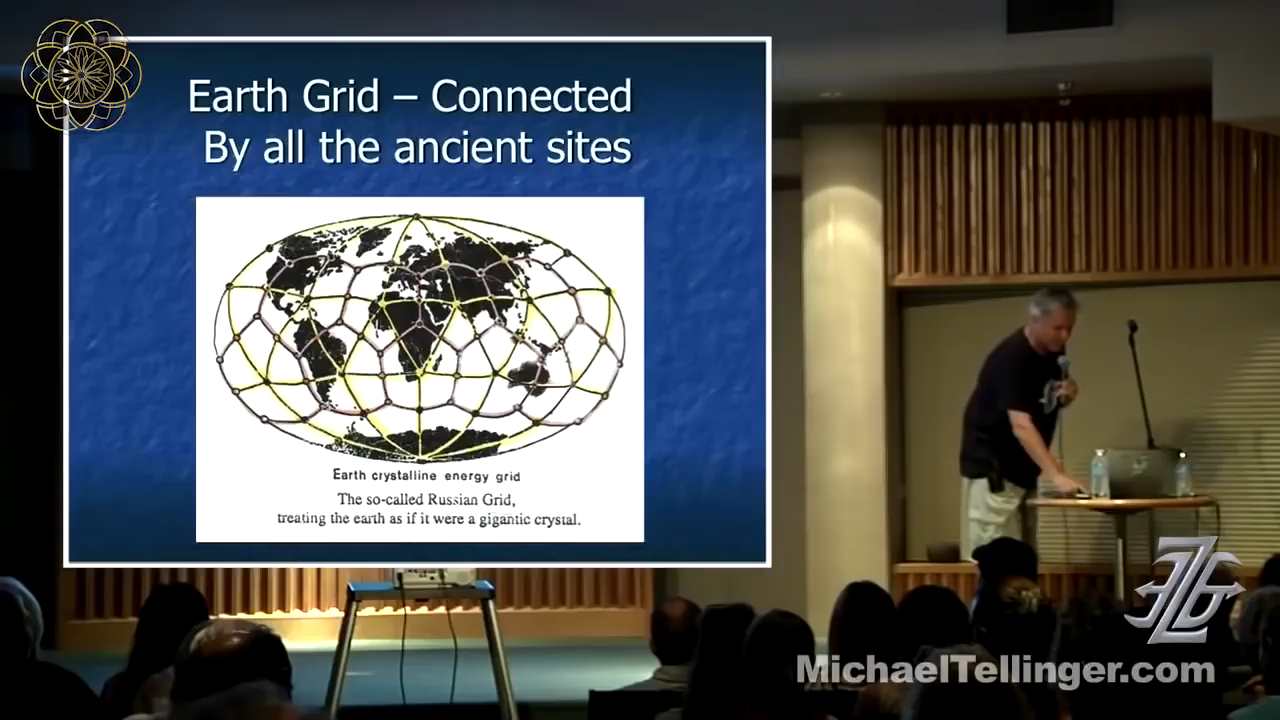 Earth Grid – Connected
By all the ancient sites
Earth crystalline energy grid
The so-called Russian Grid,
treating the earth as if it were a gigantic crystal.
MichaelTellinger.com